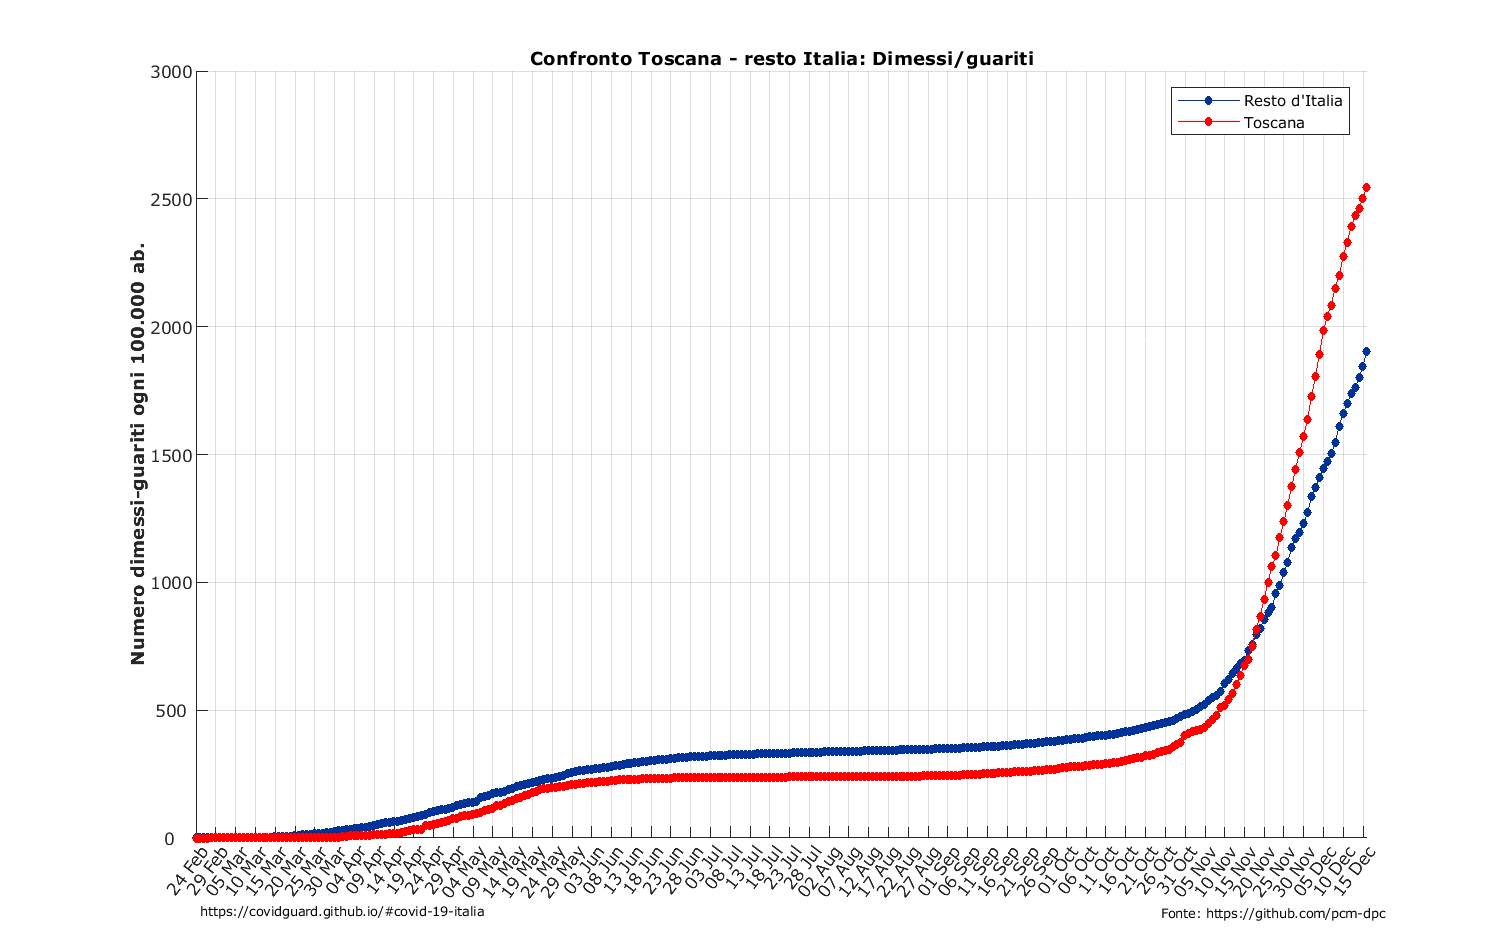 Confronto Toscana - resto Italia: Dimessi/guariti
3000
2500
2000
1500
1000
500
0
Numero dimessi-guariti ogni 100.000 ab.
Resto d'Italia
Toscana
24 Feb
29 Feb
05 Mar
10 Mar
15 Mar
20 Mar
25 Mar
30 Mar
04 Apr
09 Apr
14 Apr
19 Apr
24 Apr
29 Apr
04 May
09 May
14 May
19 May
24 May
29 May
03 Jun
08 Jun
13 Jun
18 Jun
23 Jun
28 Jun
03 Jul
08 Jul
13 Jul
18 Jul
23 Jul
28 Jul
02 Aug
07 Aug
12 Aug
17 Aug
22 Aug
27 Aug
01 Sep
06 Sep
11 Sep
16 Sep
21 Sep
26 Sep
01 Oct
06 Oct
11 Oct
16 Oct
21 Oct
26 Oct
31 Oct
05 Nov
10 Nov
15 Nov
20 Nov
25 Nov
30 Nov
05 Dec
10 Dec
15 Dec
https://covidguard.github.io/#covid-19-italia
Fonte: https://github.com/pcm-dpc